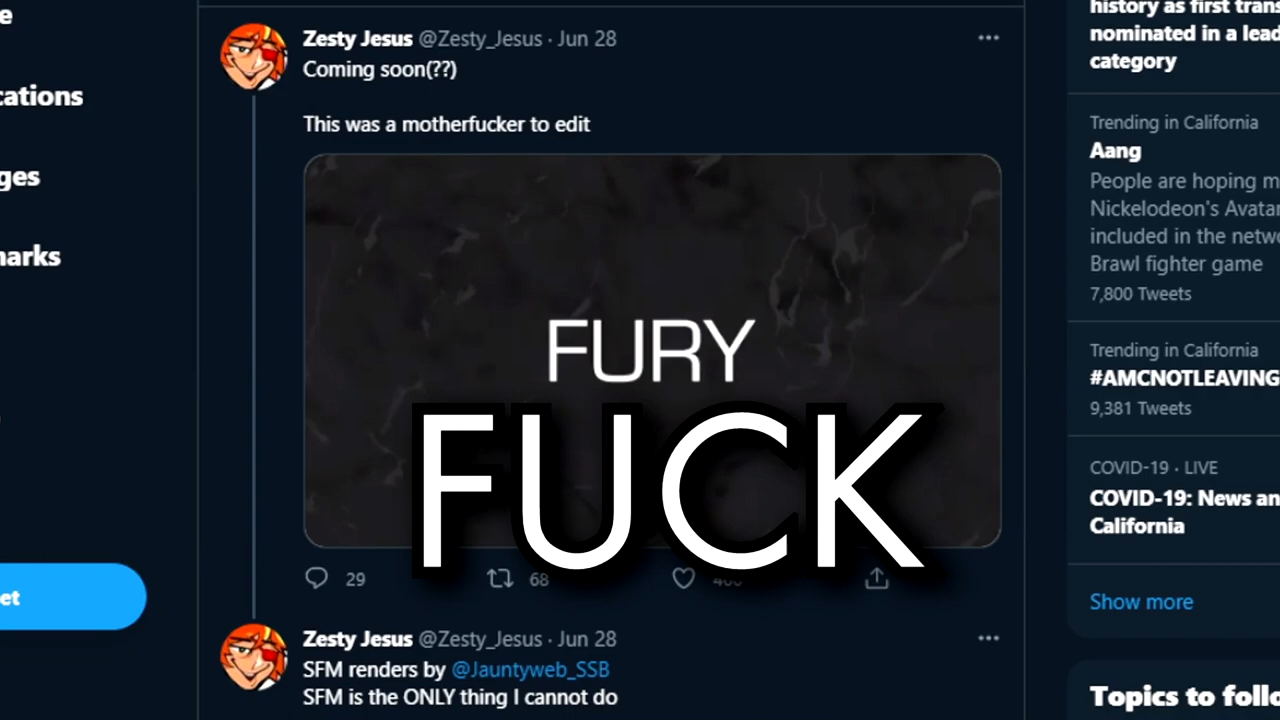 e
cations
ges
marks
et
Zesty Jesus @Zesty_Jesus · Jun 28
Coming soon(??)
This was a motherfucker to edit
FURY
FUCK
29
68
Zesty Jesus @Zesty_Jesus · Jun 28
SFM renders by @Jauntyweb_SSB
SFM is the ONLY thing I cannot do
history as first trans
nominated in a lead
category
Trending in California
Aang
People are hoping m
Nickelodeon's Avatar
included in the netwo
Brawl fighter game
7,800 Tweets
Trending in California
#AMCNOTLEAVING
9,381 Tweets
COVID-19 · LIVE
COVID-19: News an
California
Show more
Topics to follo